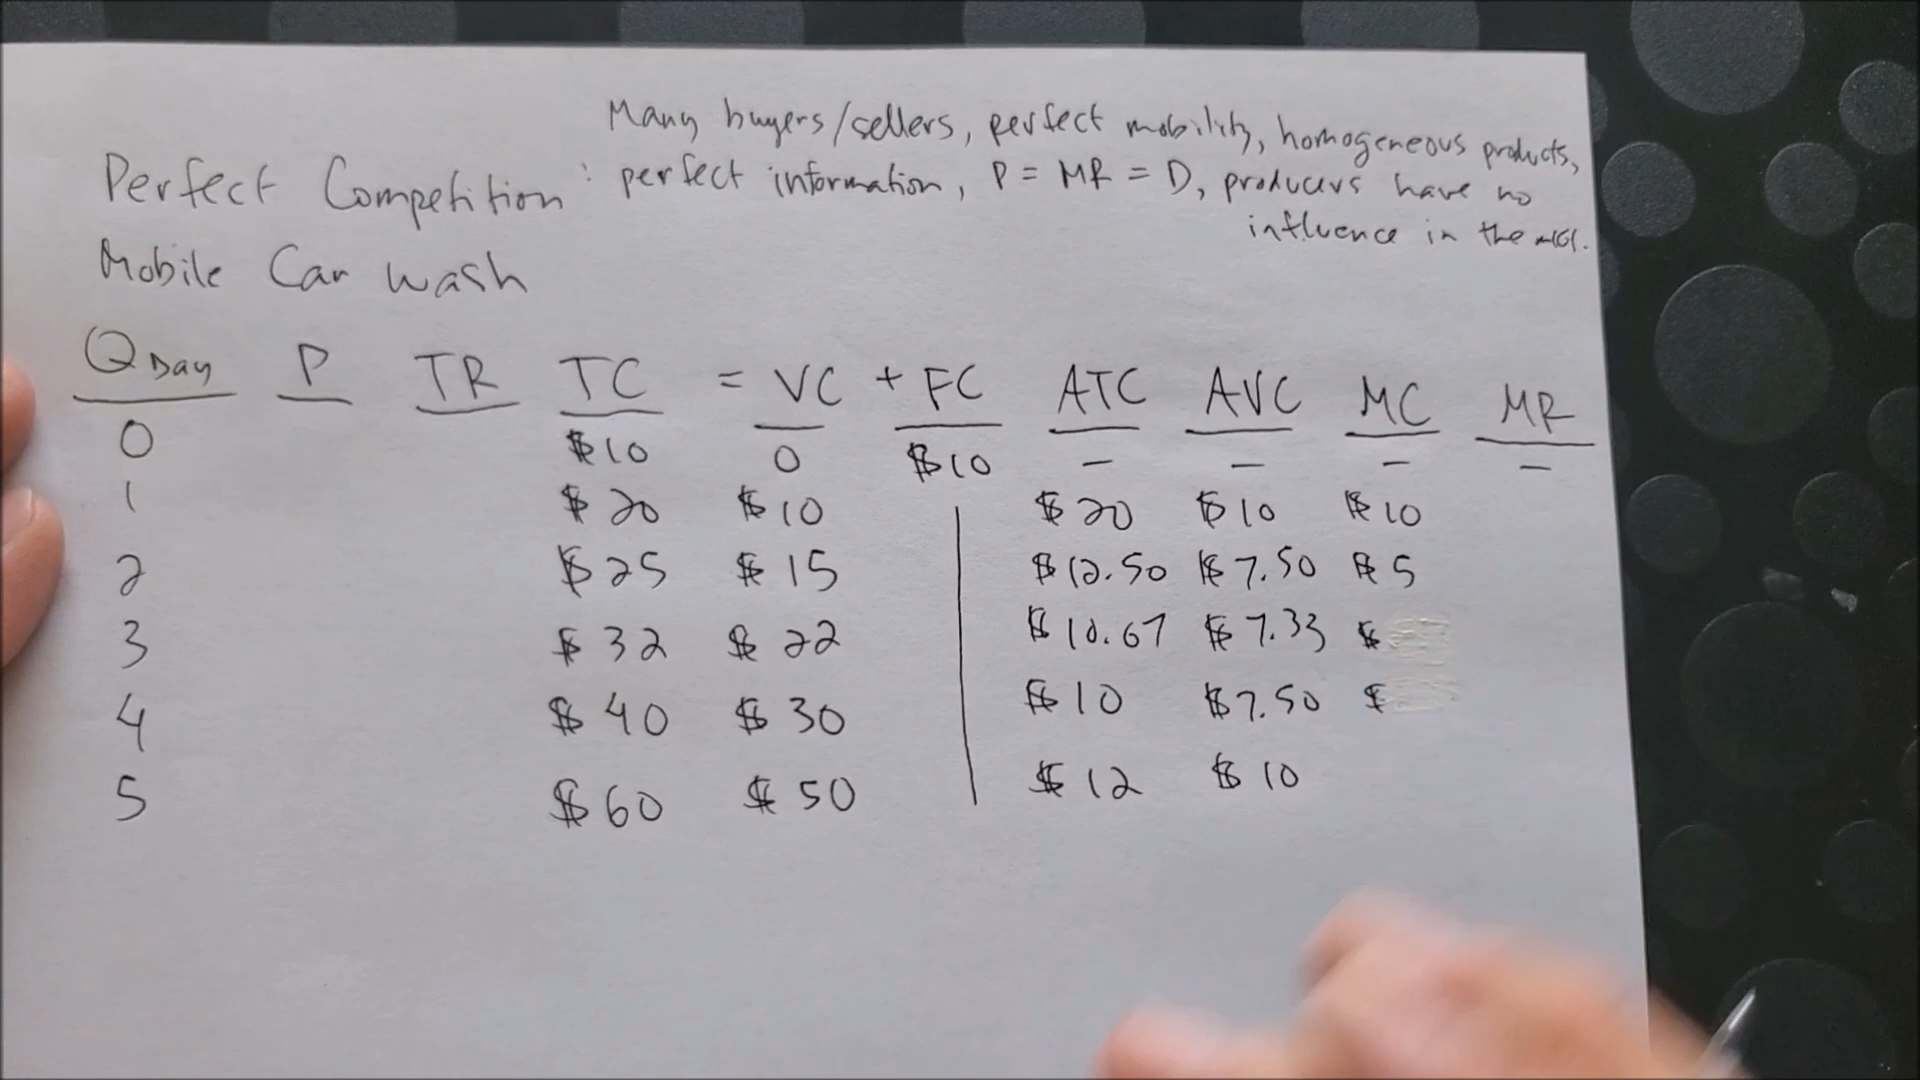 Many buyers/sellers, perfect mobility, homogeneous products,
Perfect Competition : perfect information, P = MR = D, producers have no
influence in the mkt.
Mobile Car Wash
Q Day P TR TC = VC + FC ATC AVC MC MR
0 $10 0 $10 – – – –
1 $20 $10 $20 $10 $10
2 $25 $15 $12.50 $7.50 $5
3 $32 $22 $10.67 $7.33 $
4 $40 $30 $10 $7.50 $
5 $60 $50 $12 $10